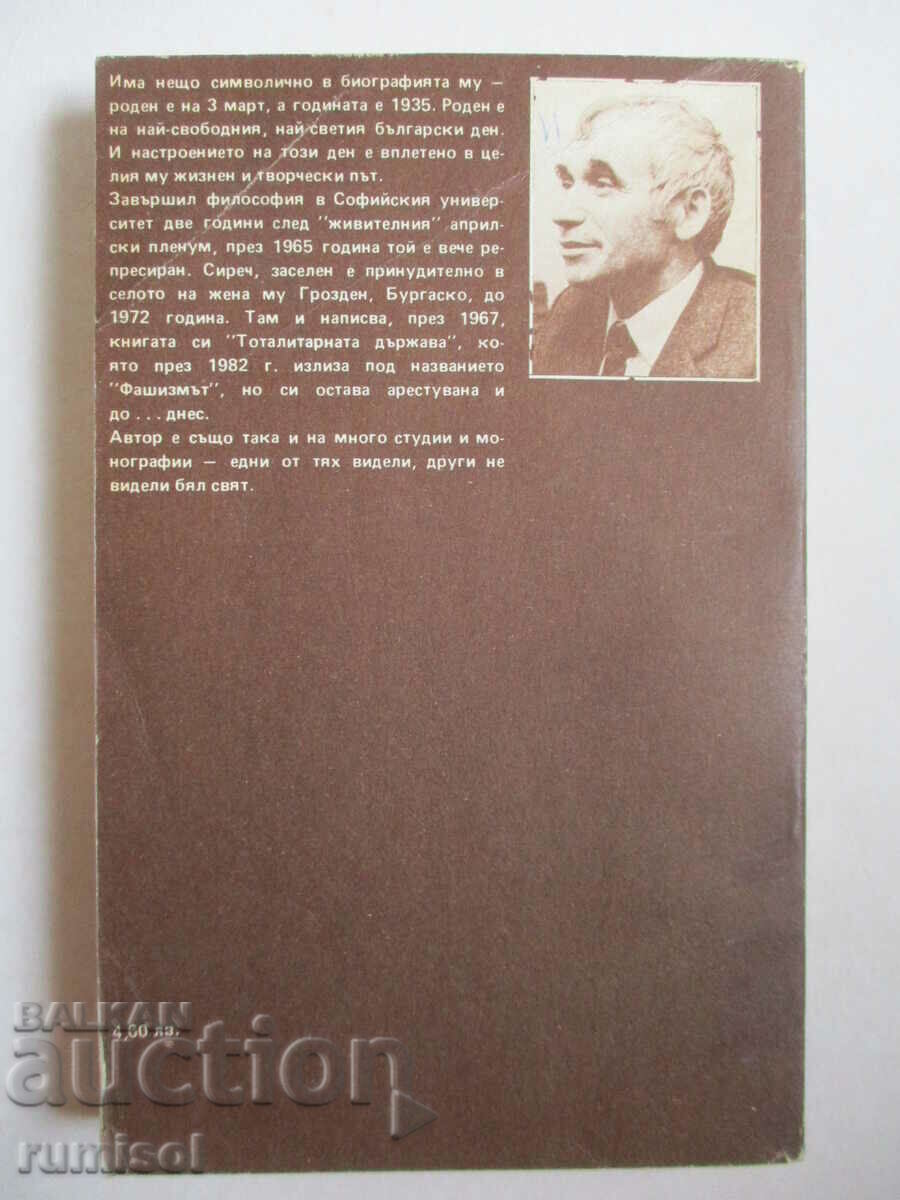 Има нещо символично в биографията му —
роден е на 3 март, а годината е 1935. Роден е
на най-свободния, най-светия български ден.
И настроението на този ден е вплетено в це-
лия му жизнен и творчески път.
Завършил философия в Софийския универ-
ситет две години след "живителния" април-
ски пленум, през 1965 година той е вече ре-
пресиран. Сиреч, заселен е принудително в
селото на жена му Грозден, Бургаско, до
1972 година. Там и написва, през 1967,
книгата си "Тоталитарната държава", ко-
ято през 1982 г. излиза под названието
"Фашизмът", но си остава арестувана и
до . . . днес.
Автор е също така и на много студии и мо-
нографии — едни от тях видели, други не
видели бял свят.
4,60 лв.
BALKAN
auction
rumisol